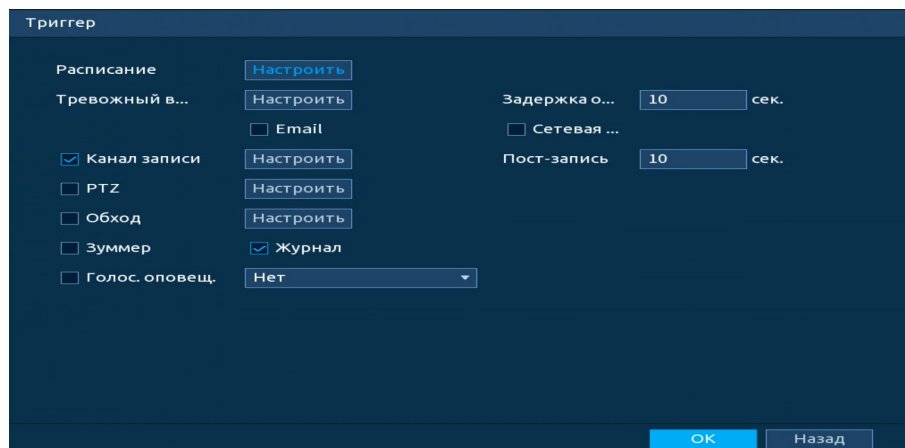 Триггер
Расписание Настроить
Тревожный в... Настроить Задержка о... 10 сек.
Email Сетевая ...
Канал записи Настроить Пост-запись 10 сек.
PTZ Настроить
Обход Настроить
Зуммер Журнал
Голос. оповещ. Нет
OK Назад